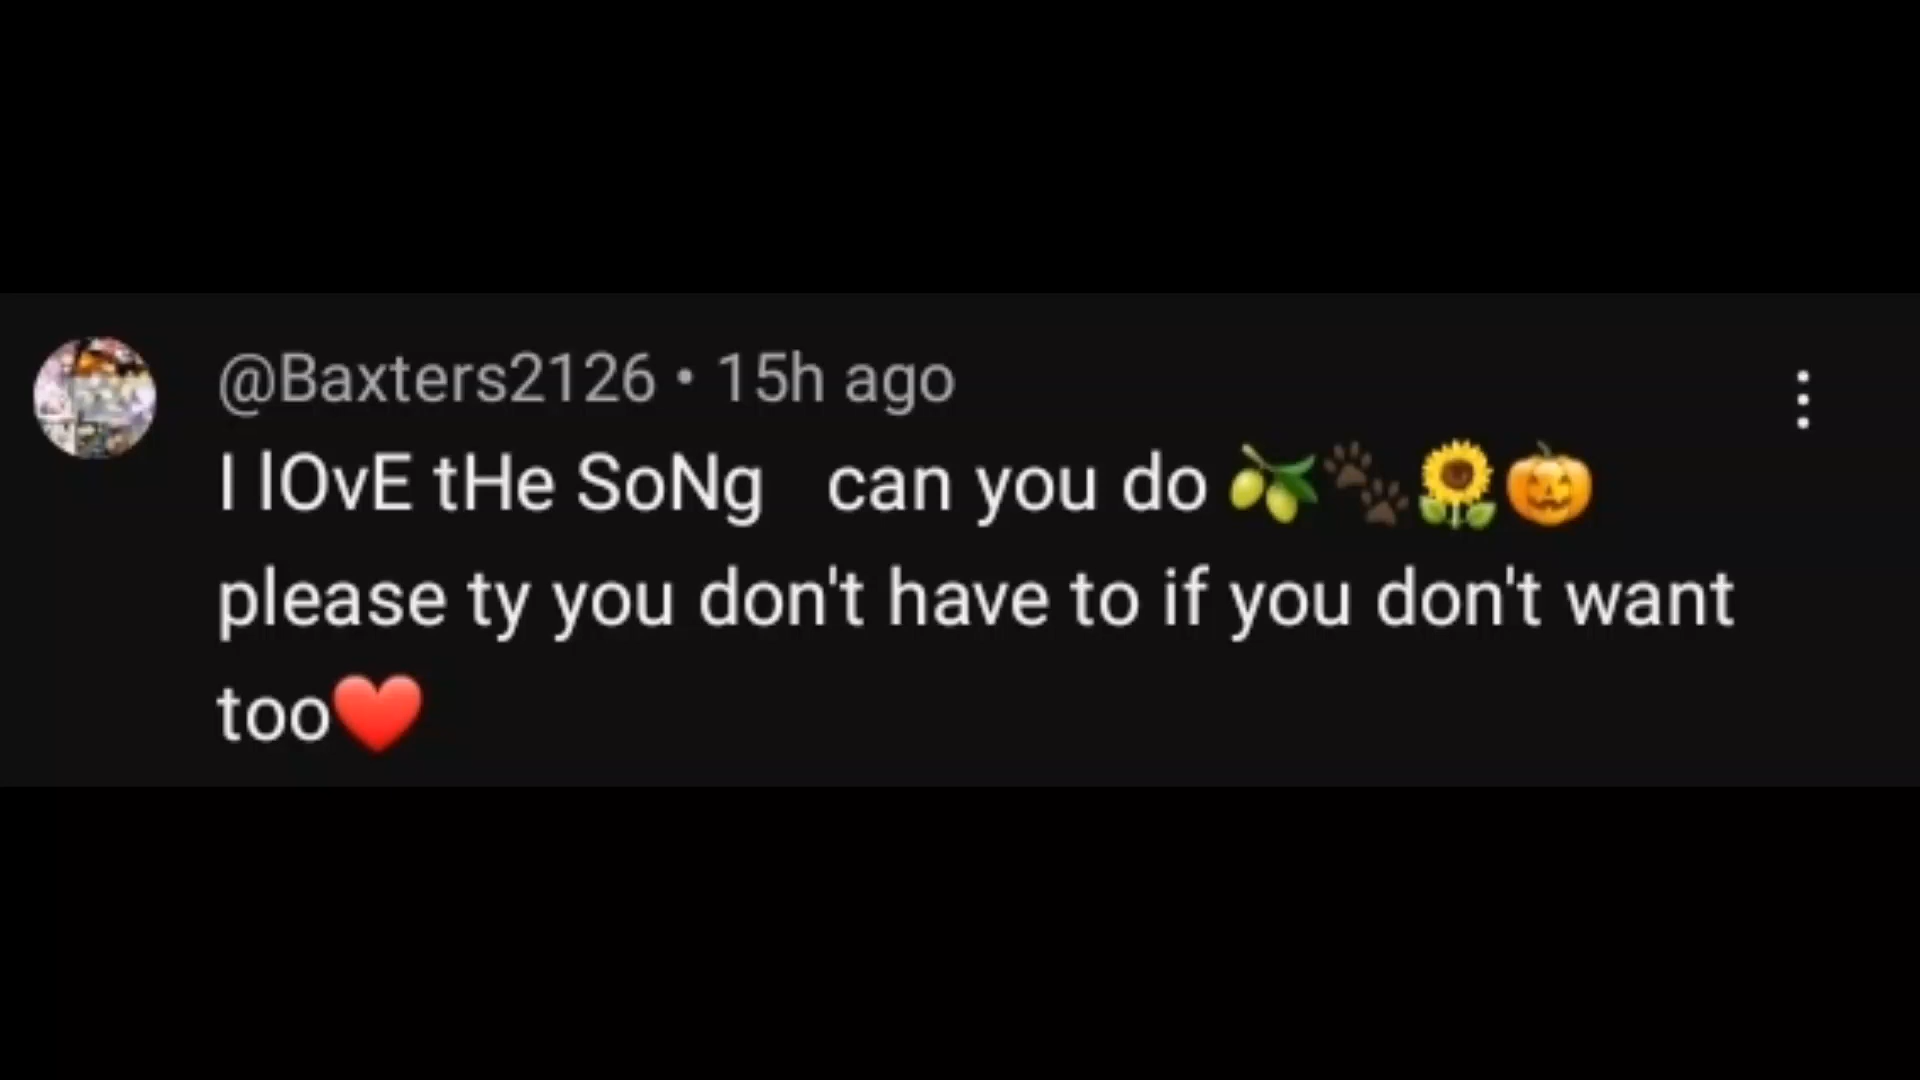 @Baxters2126 • 15h ago
I lOvE tHe SoNg can you do 🫒🐾🌻🎃
please ty you don't have to if you don't want
too❤️